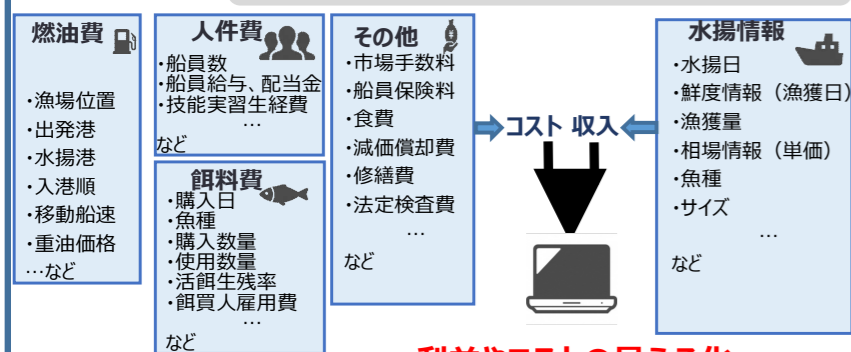 燃油費
・漁場位置
・出発港
・水揚港
・入港順
・移動船速
・重油価格
…など
人件費
・船員数
・船員給与、配当金
・技能実習生経費
…
など
餌料費
・購入日
・魚種
・購入数量
・使用数量
・活餌生残率
・餌買人雇用費
…
など
その他
・市場手数料
・船員保険料
・食費
・減価償却費
・修繕費
・法定検査費
…
など
コスト 収入
水揚情報
・水揚日
・鮮度情報（漁獲日）
・漁獲量
・相場情報（単価）
・魚種
・サイズ
…
など